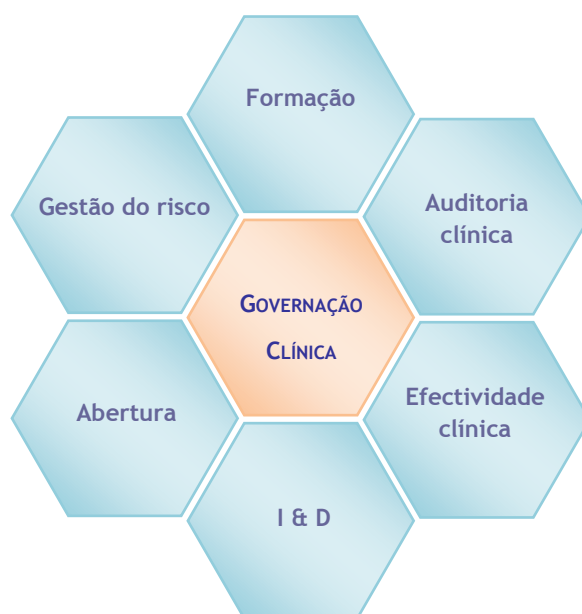 Formação
Gestão do risco
Auditoria
clínica
GOVERNAÇÃO
CLÍNICA
Abertura
Efectividade
clínica
I & D